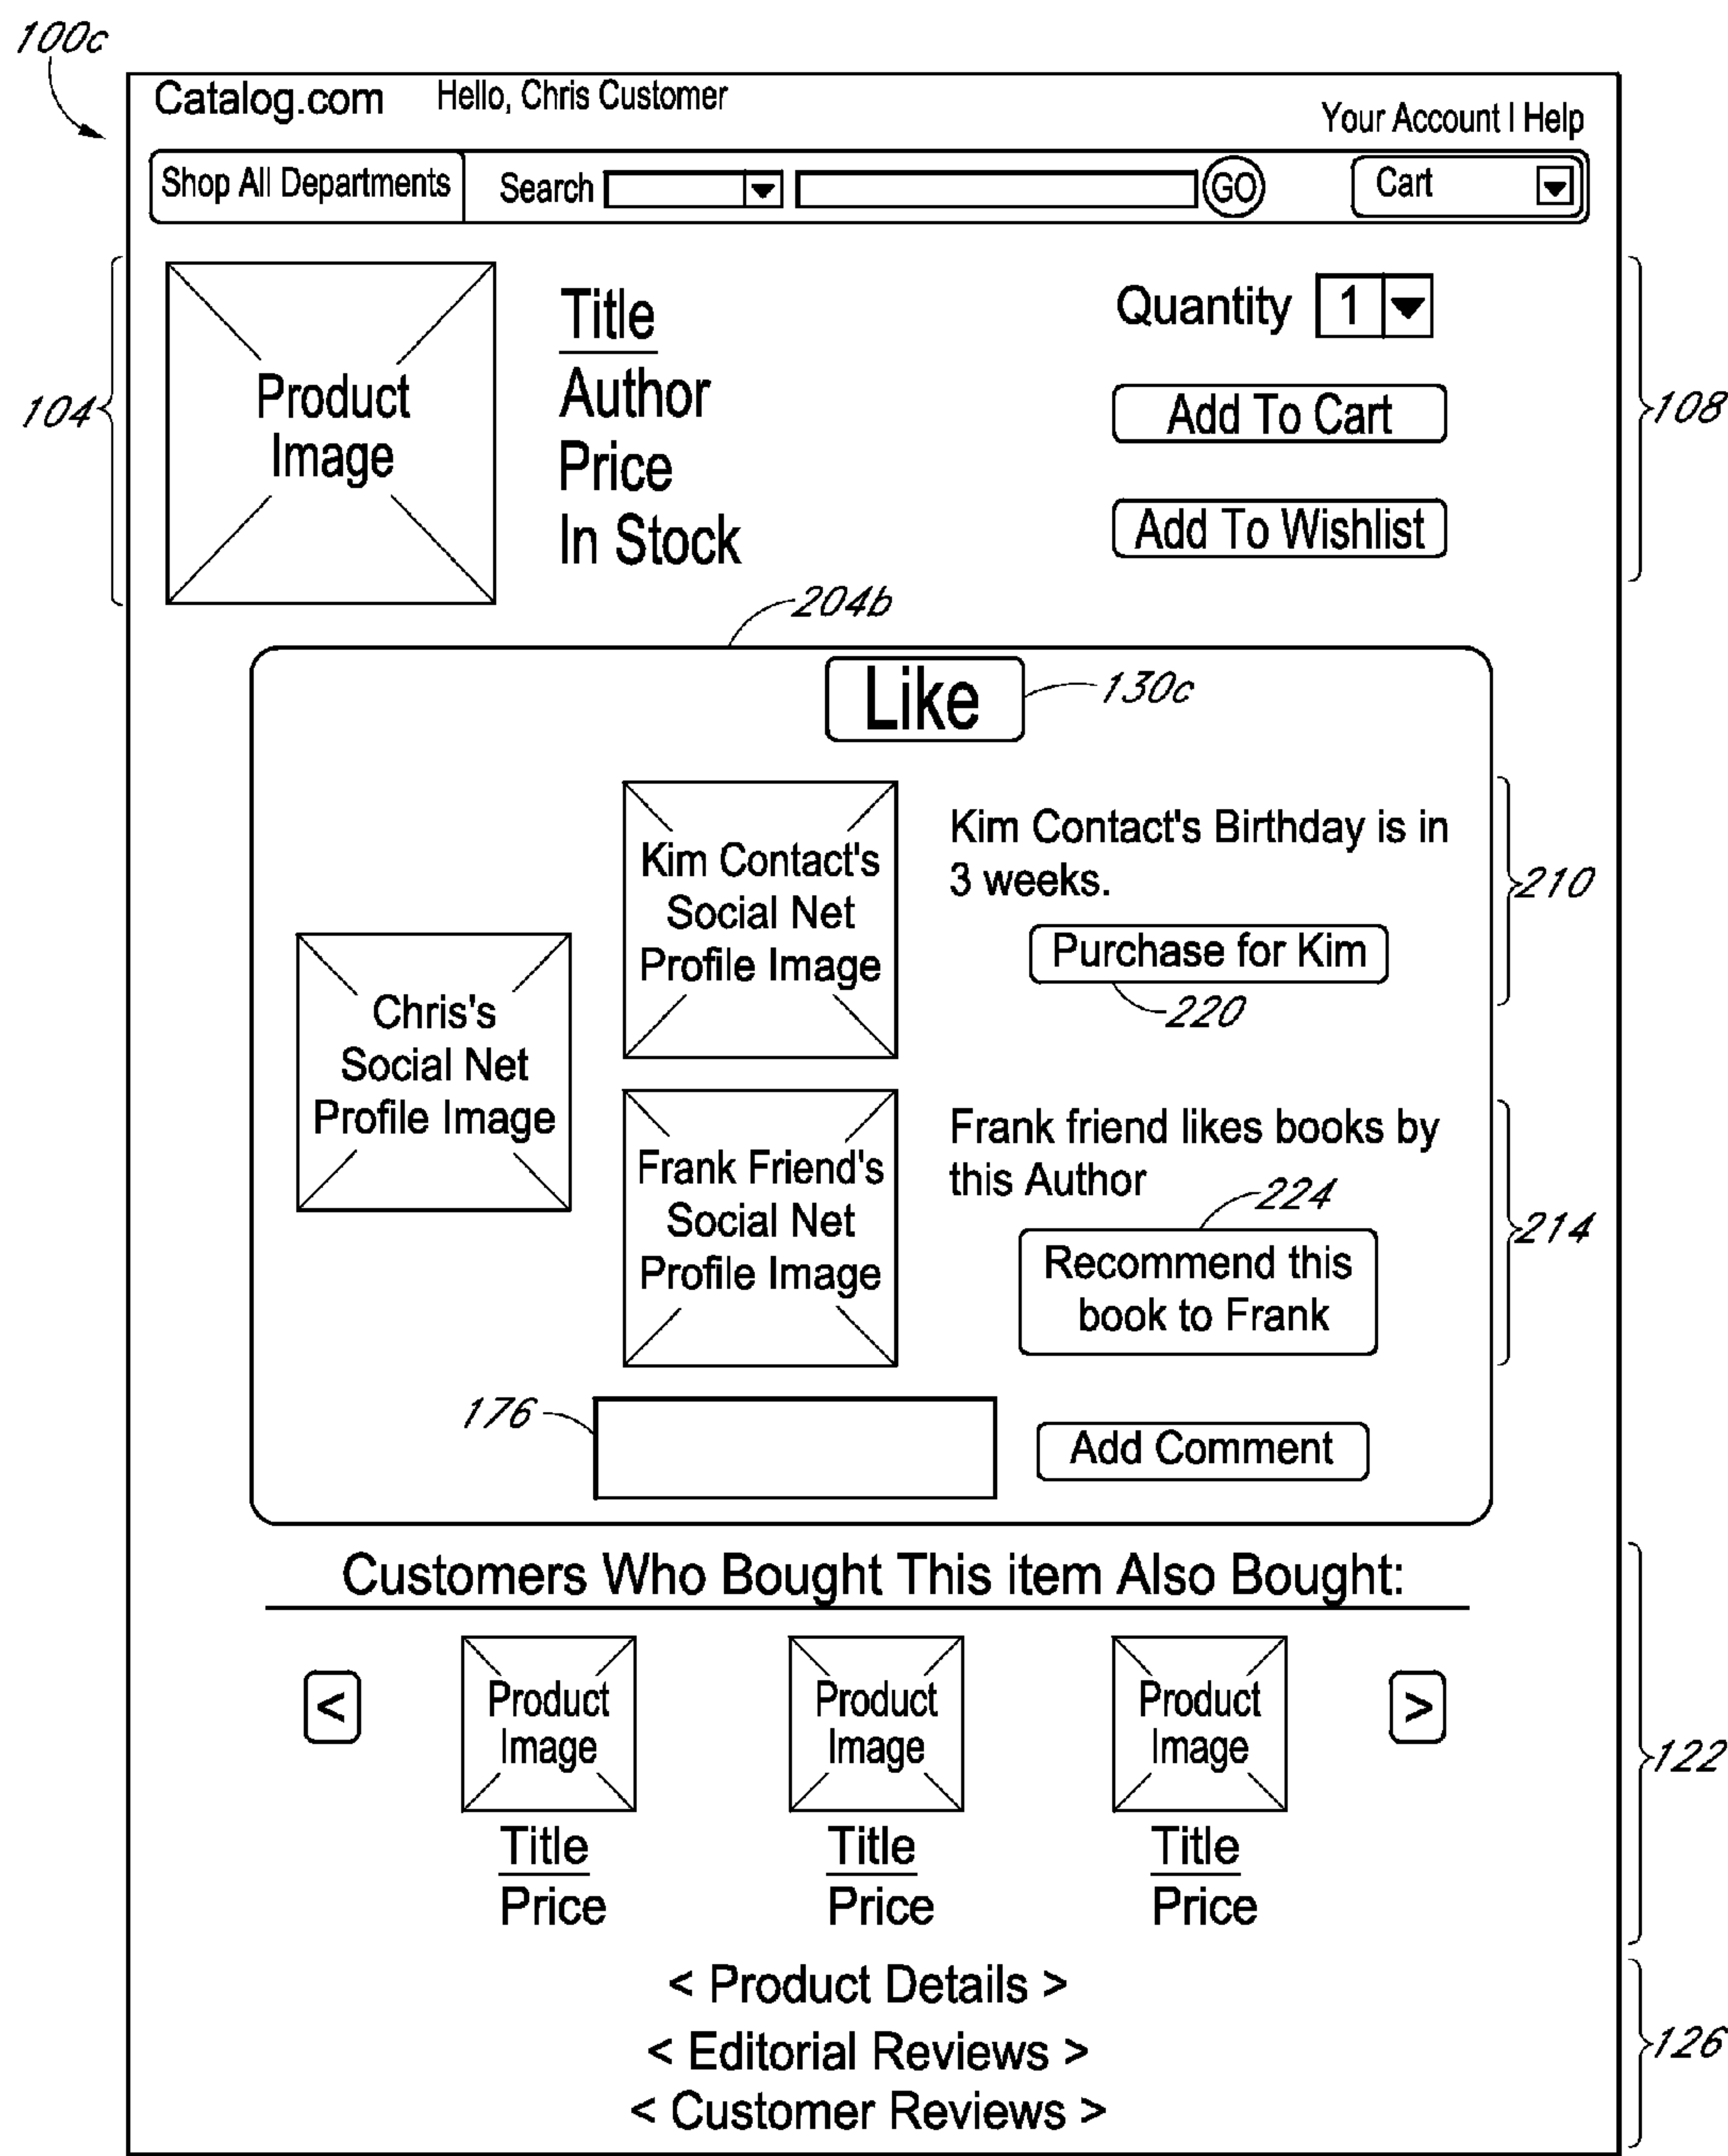 100c
Catalog.com Hello, Chris Customer
Your Account | Help
Shop All Departments Search GO Cart
104
Product
Image
Title
Author
Price
In Stock
Quantity 1
Add To Cart
Add To Wishlist
108
204b
Like
130c
Chris's
Social Net
Profile Image
Kim Contact's
Social Net
Profile Image
Kim Contact's Birthday is in
3 weeks.
Purchase for Kim
220
210
Frank Friend's
Social Net
Profile Image
Frank friend likes books by
this Author
224
Recommend this
book to Frank
214
176
Add Comment
Customers Who Bought This item Also Bought:
<
Product
Image
Title
Price
Product
Image
Title
Price
Product
Image
Title
Price
>
122
< Product Details >
< Editorial Reviews >
< Customer Reviews >
126